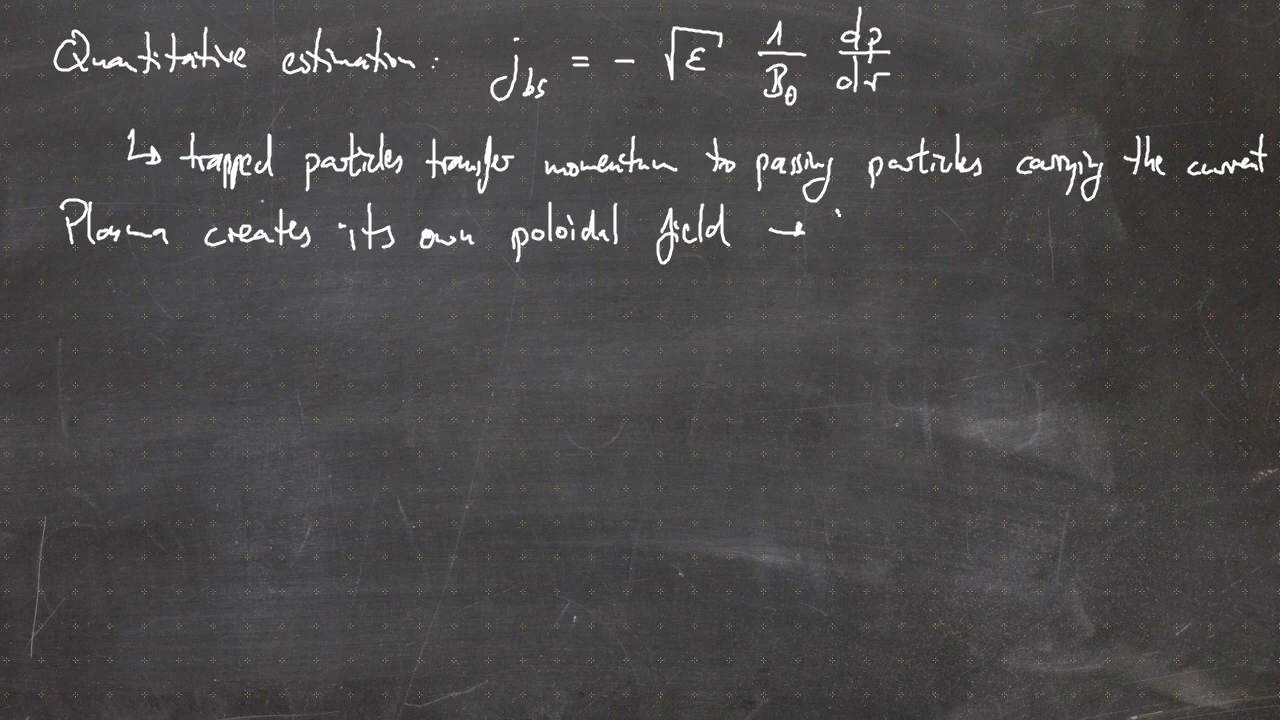 Quantitative estimation: j_bs = - √ε 1/B_θ dp/dr
↳ trapped particles transfer momentum to passing particles carrying the current
Plasma creates its own poloidal field →